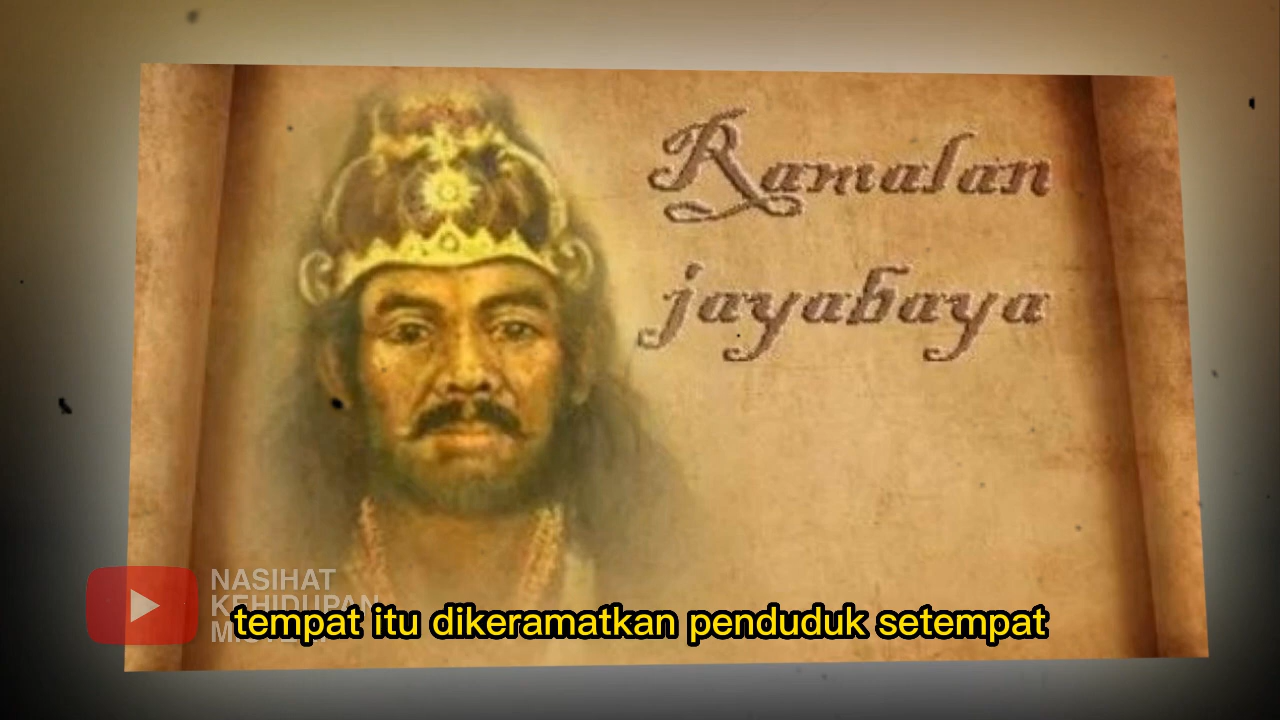 Ramalan
jayabaya
NASIHAT
KEHIDUPAN
tempat itu dikeramatkan penduduk setempat